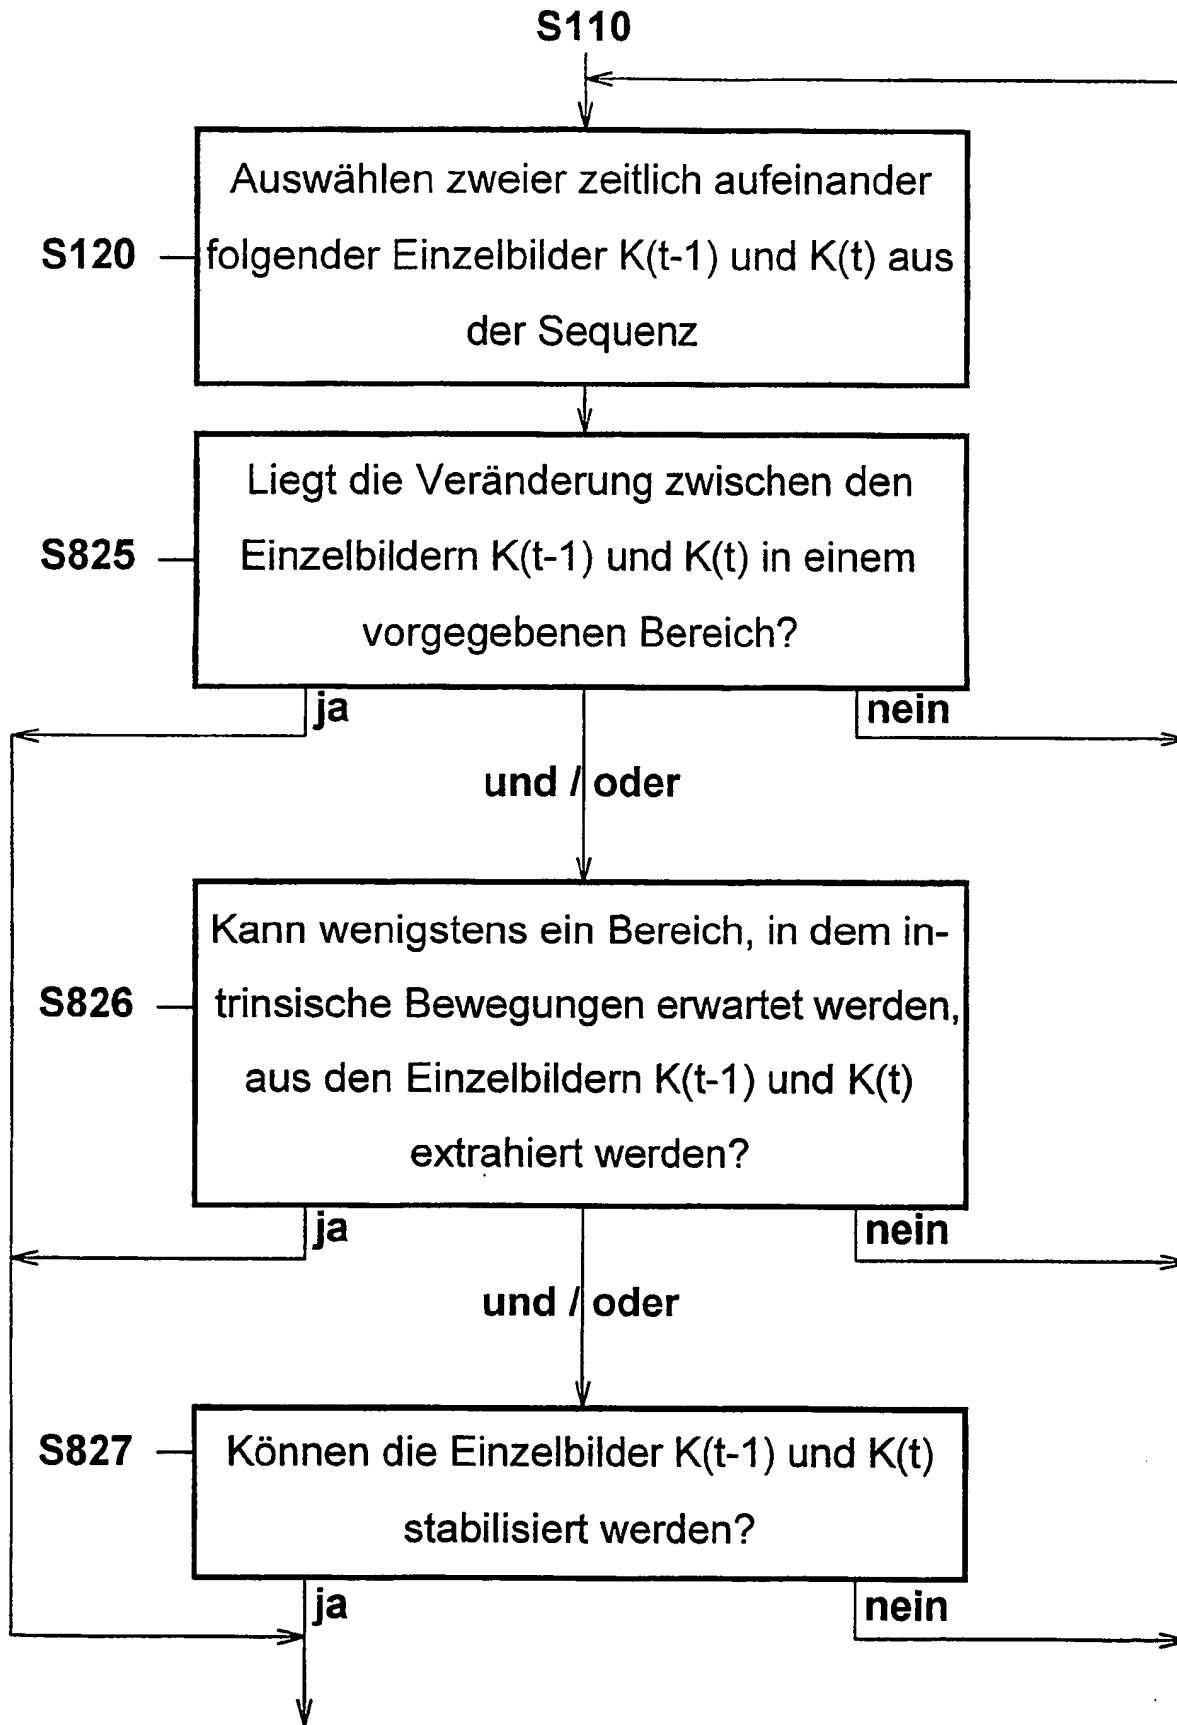 S110
Auswählen zweier zeitlich aufeinander
S120 folgender Einzelbilder K(t-1) und K(t) aus
der Sequenz
Liegt die Veränderung zwischen den
S825 Einzelbildern K(t-1) und K(t) in einem
vorgegebenen Bereich?
ja nein
und / oder
Kann wenigstens ein Bereich, in dem in-
S826 trinsische Bewegungen erwartet werden,
aus den Einzelbildern K(t-1) und K(t)
extrahiert werden?
ja nein
und / oder
S827 Können die Einzelbilder K(t-1) und K(t)
stabilisiert werden?
ja nein